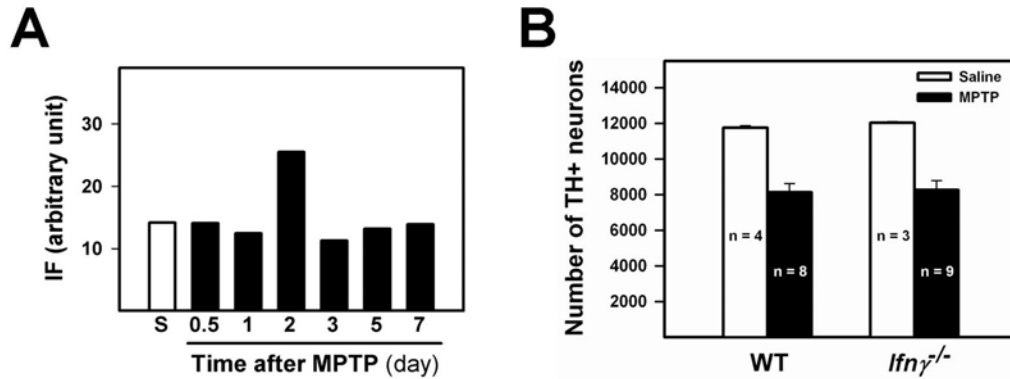 A
IF (arbitrary unit)
30
20
10
S 0.5 1 2 3 5 7
Time after MPTP (day)
B
Number of TH+ neurons
14000
12000
10000
8000
6000
4000
2000
Saline
MPTP
n = 4
n = 8
n = 3
n = 9
WT
Ifnγ-/-